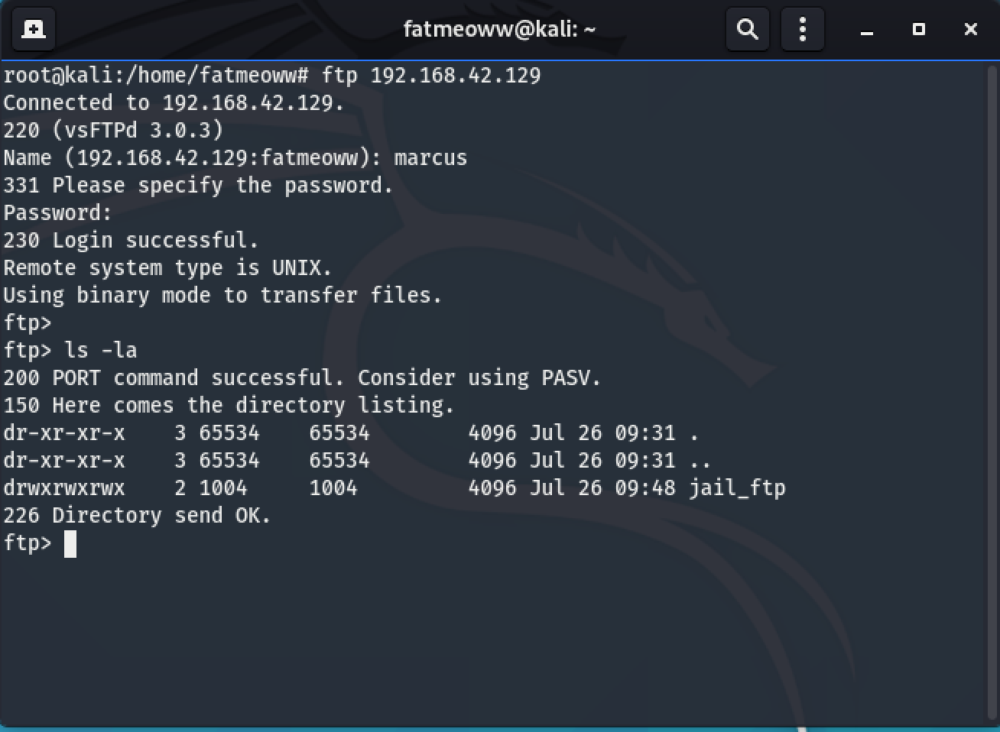 fatmeoww@kali: ~
root@kali:/home/fatmeoww# ftp 192.168.42.129
Connected to 192.168.42.129.
220 (vsFTPd 3.0.3)
Name (192.168.42.129:fatmeoww): marcus
331 Please specify the password.
Password:
230 Login successful.
Remote system type is UNIX.
Using binary mode to transfer files.
ftp>
ftp> ls -la
200 PORT command successful. Consider using PASV.
150 Here comes the directory listing.
dr-xr-xr-x    3 65534    65534        4096 Jul 26 09:31 .
dr-xr-xr-x    3 65534    65534        4096 Jul 26 09:31 ..
drwxrwxrwx    2 1004     1004         4096 Jul 26 09:48 jail_ftp
226 Directory send OK.
ftp>